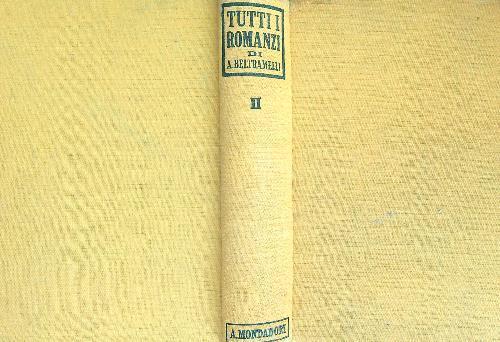 TUTTI I
ROMANZI
DI
A. BELTRAMELLI
II
A. MONDADORI